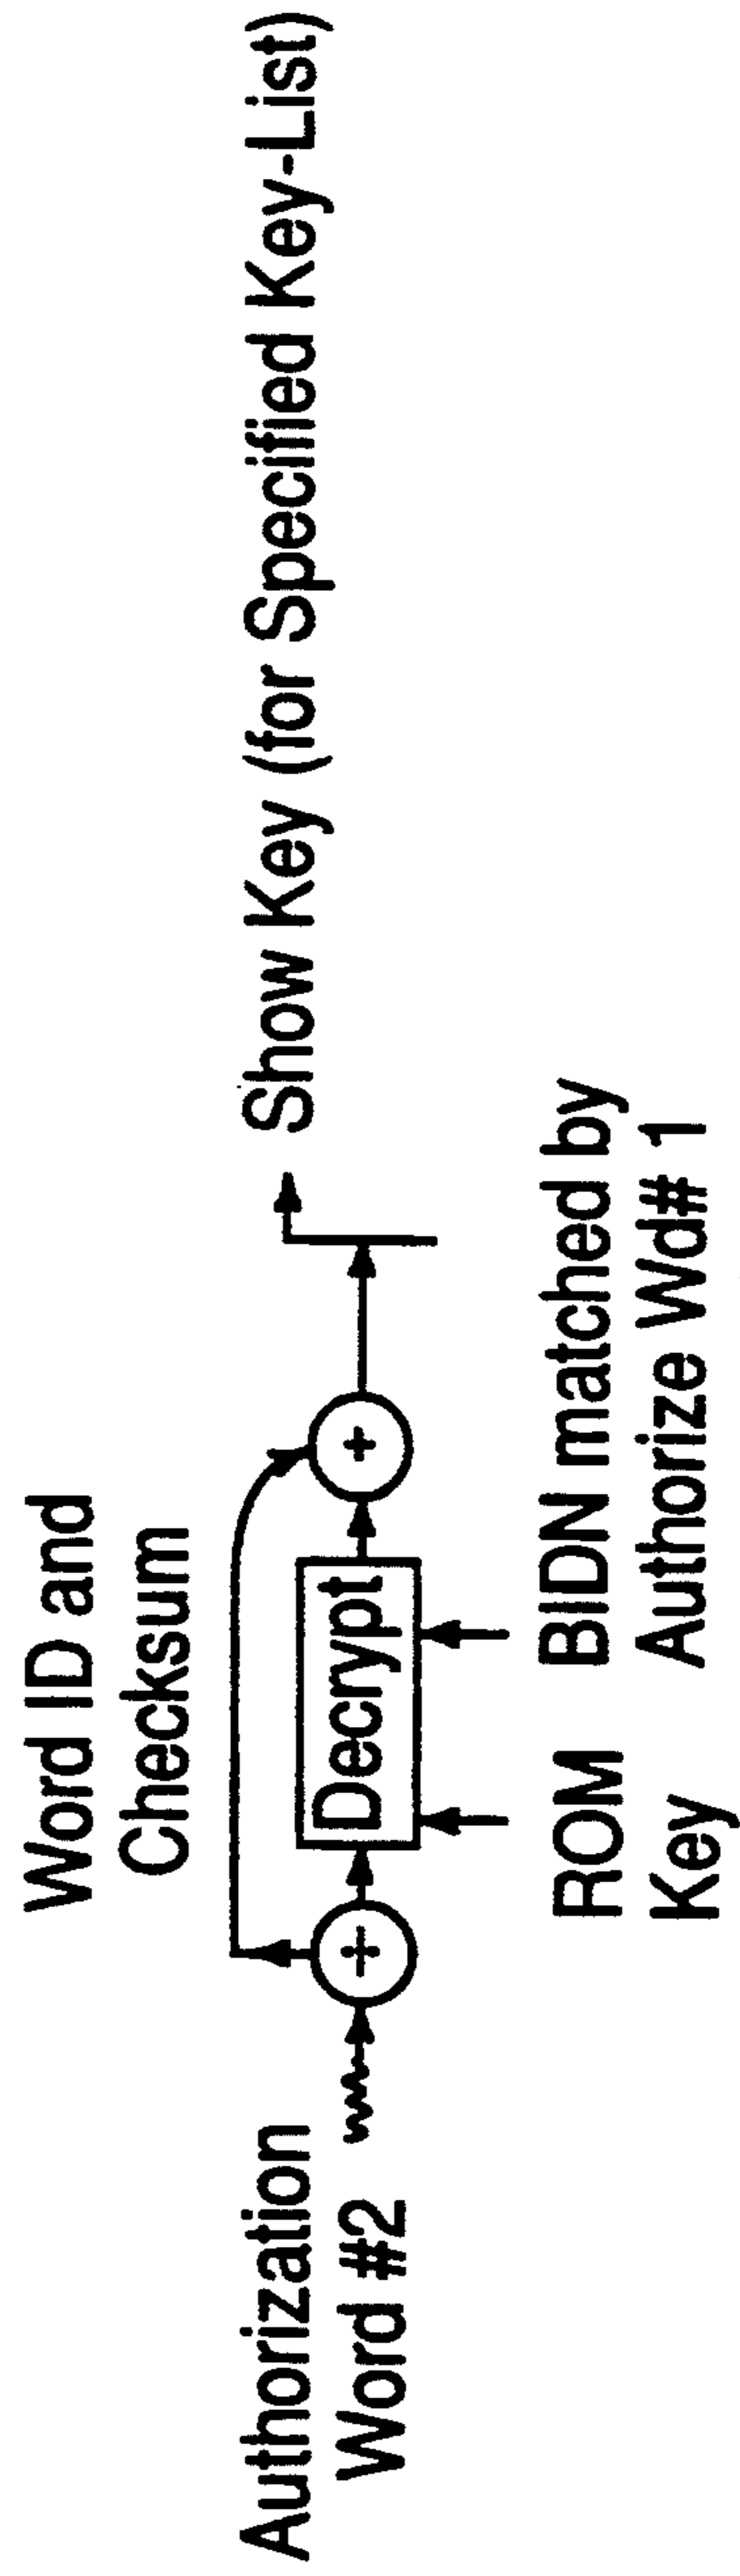 Word ID and
Checksum
Authorization
Word #2
÷
Decrypt
+
Show Key (for Specified Key-List)
ROM
Key
BIDN matched by
Authorize Wd# 1